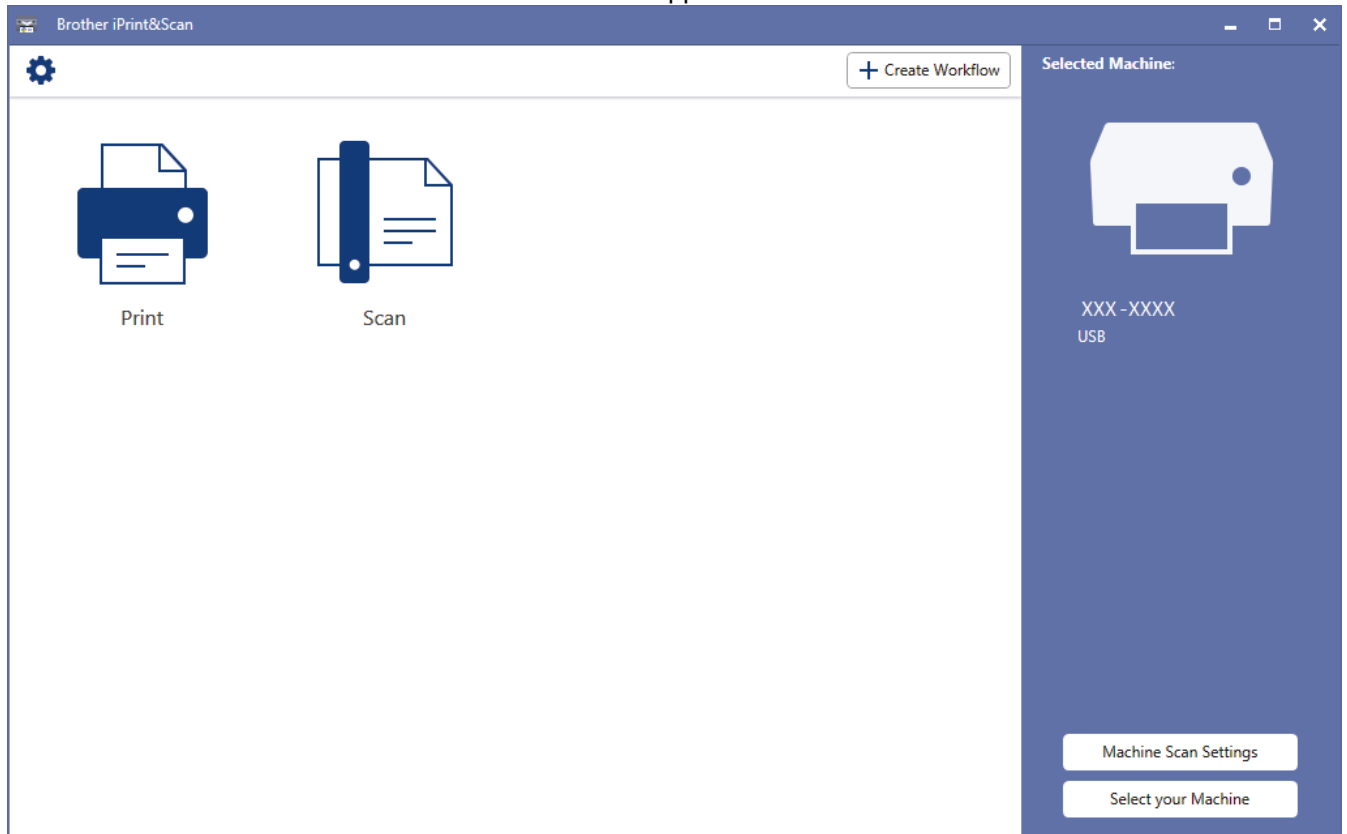 Brother iPrint&Scan
Create Workflow
Selected Machine:
Print
Scan
XXX-XXXX
USB
Machine Scan Settings
Select your Machine